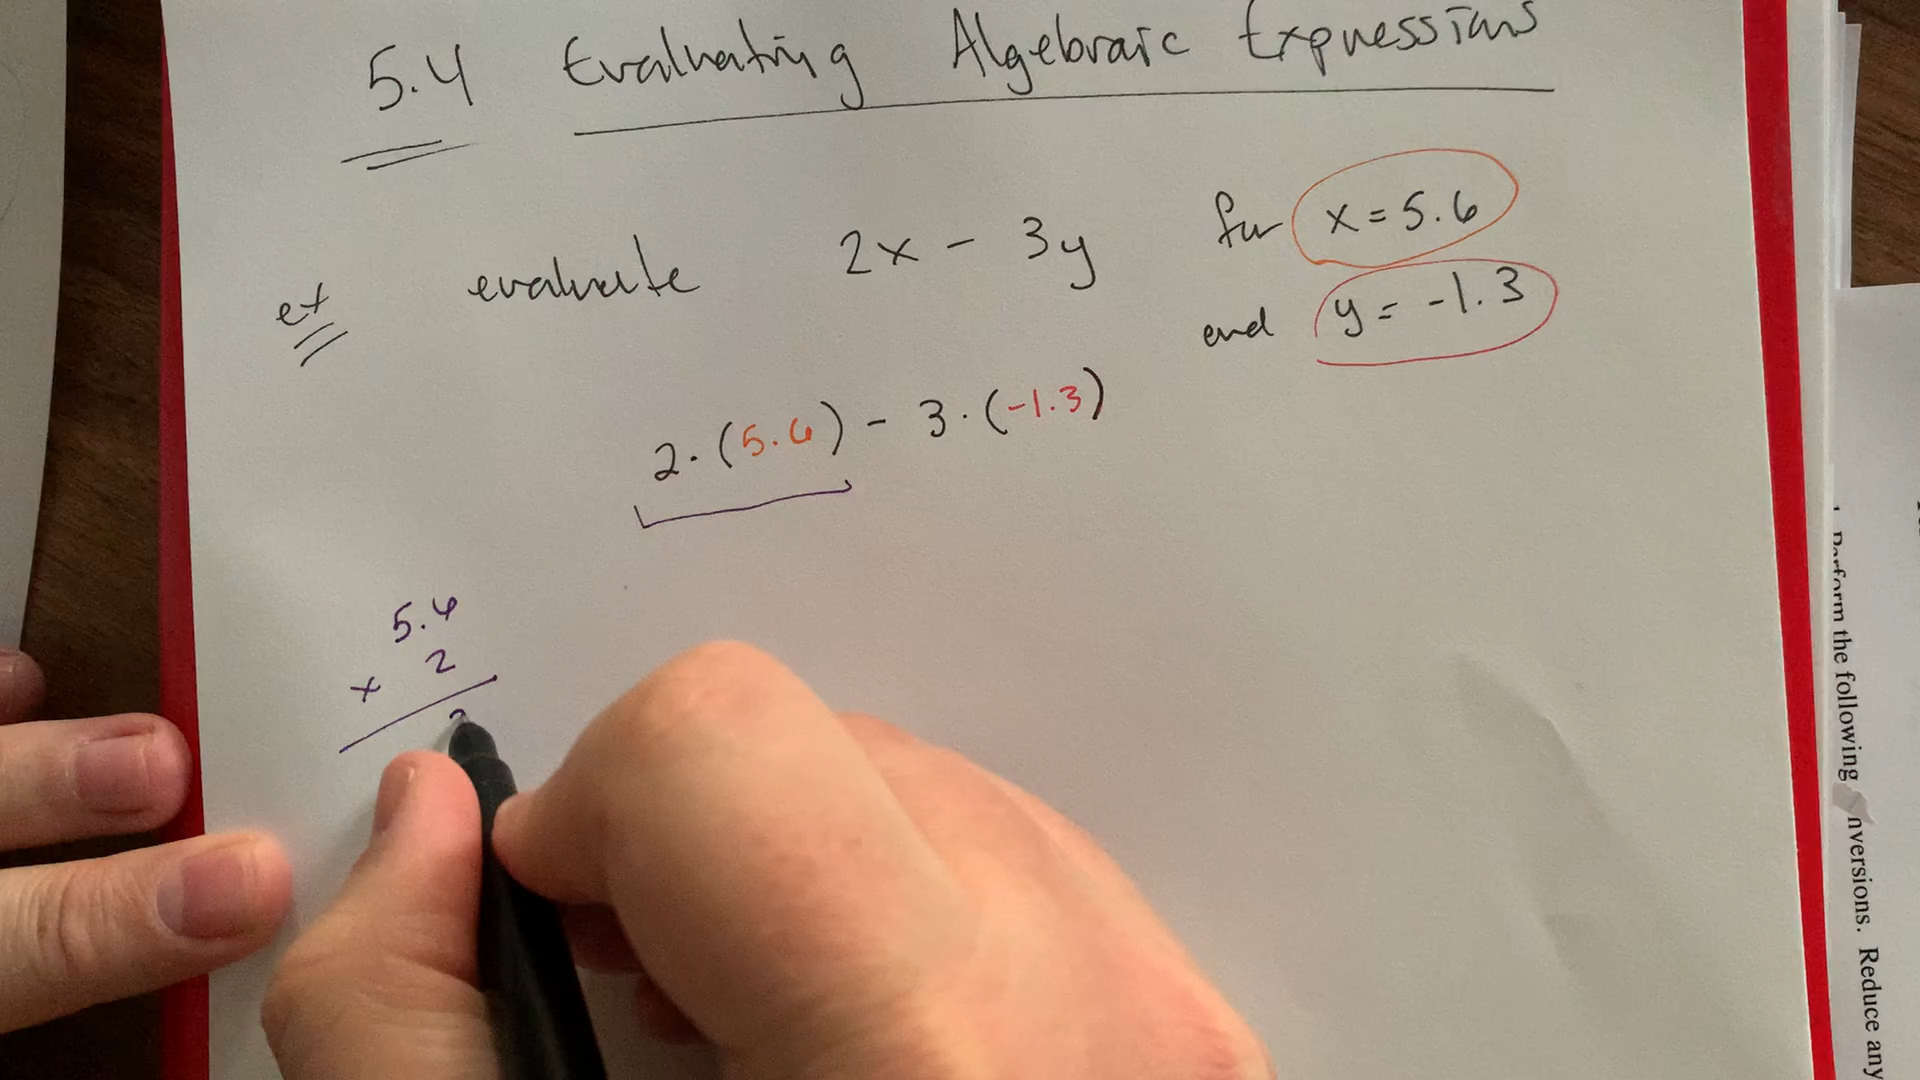 5.4 Evaluating Algebraic Expressions
ex evaluate 2x - 3y for x = 5.6
and y = -1.3
2·(5.6) - 3·(-1.3)
5.6
x 2
Perform the following
nversions. Reduce any